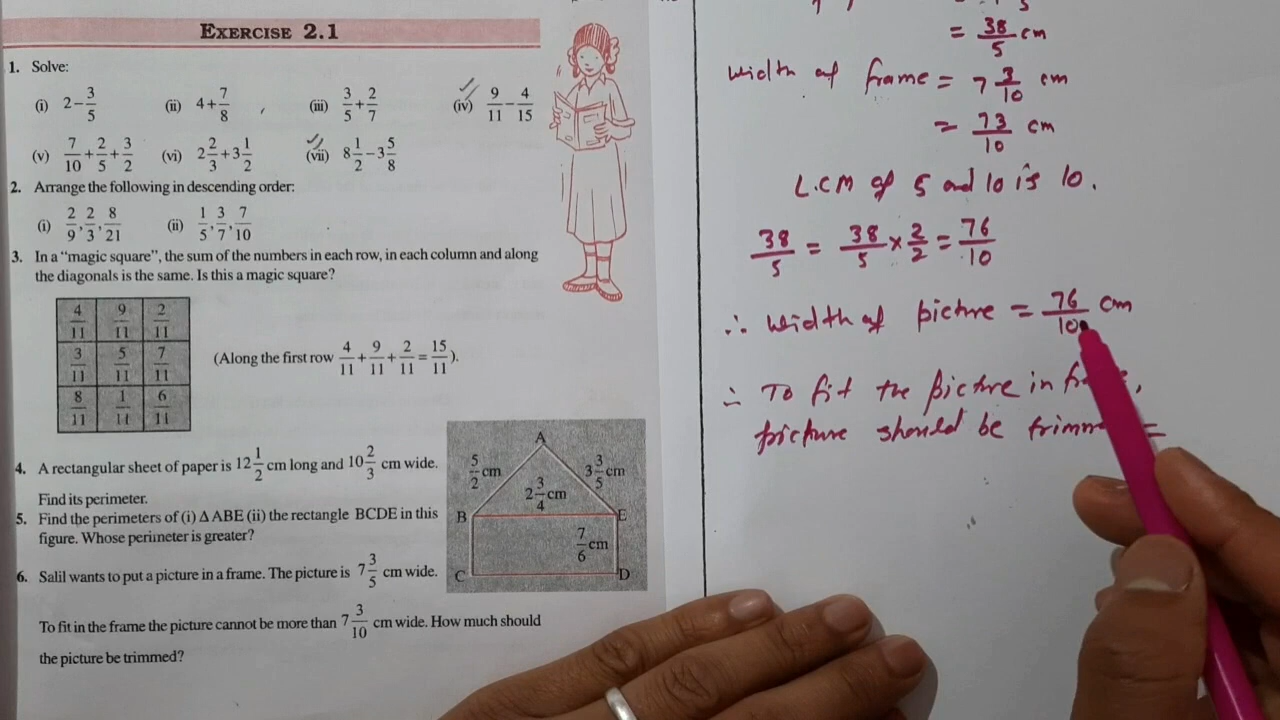 EXERCISE 2.1
1. Solve:
(i) 2 - 3/5 (ii) 4 + 7/8 (iii) 3/5 + 2/7 (iv) 9/11 - 4/15
(v) 7/10 + 2/5 + 3/2 (vi) 2 2/3 + 3 1/2 (vii) 8 1/2 - 3 5/8
2. Arrange the following in descending order:
(i) 2/9, 2/3, 8/21 (ii) 1/5, 3/7, 7/10
3. In a “magic square”, the sum of the numbers in each row, in each column and along
the diagonals is the same. Is this a magic square?
4/11 9/11 2/11
3/11 5/11 7/11
8/11 1/11 6/11
(Along the first row 4/11 + 9/11 + 2/11 = 15/11).
4. A rectangular sheet of paper is 12 1/2 cm long and 10 2/3 cm wide.
Find its perimeter.
5. Find the perimeters of (i) Δ ABE (ii) the rectangle BCDE in this
figure. Whose perimeter is greater?
6. Salil wants to put a picture in a frame. The picture is 7 3/5 cm wide.
To fit in the frame the picture cannot be more than 7 3/10 cm wide. How much should
the picture be trimmed?
A
5/2 cm 3 3/5 cm
2 3/4 cm
B E
7/6 cm
C D
= 38/5 cm
Width of frame = 7 3/10 cm
= 73/10 cm
L.C.M of 5 and 10 is 10.
38/5 = 38/5 × 2/2 = 76/10
∴ Width of picture = 76/10 cm
∴ To fit the picture in
picture should be =